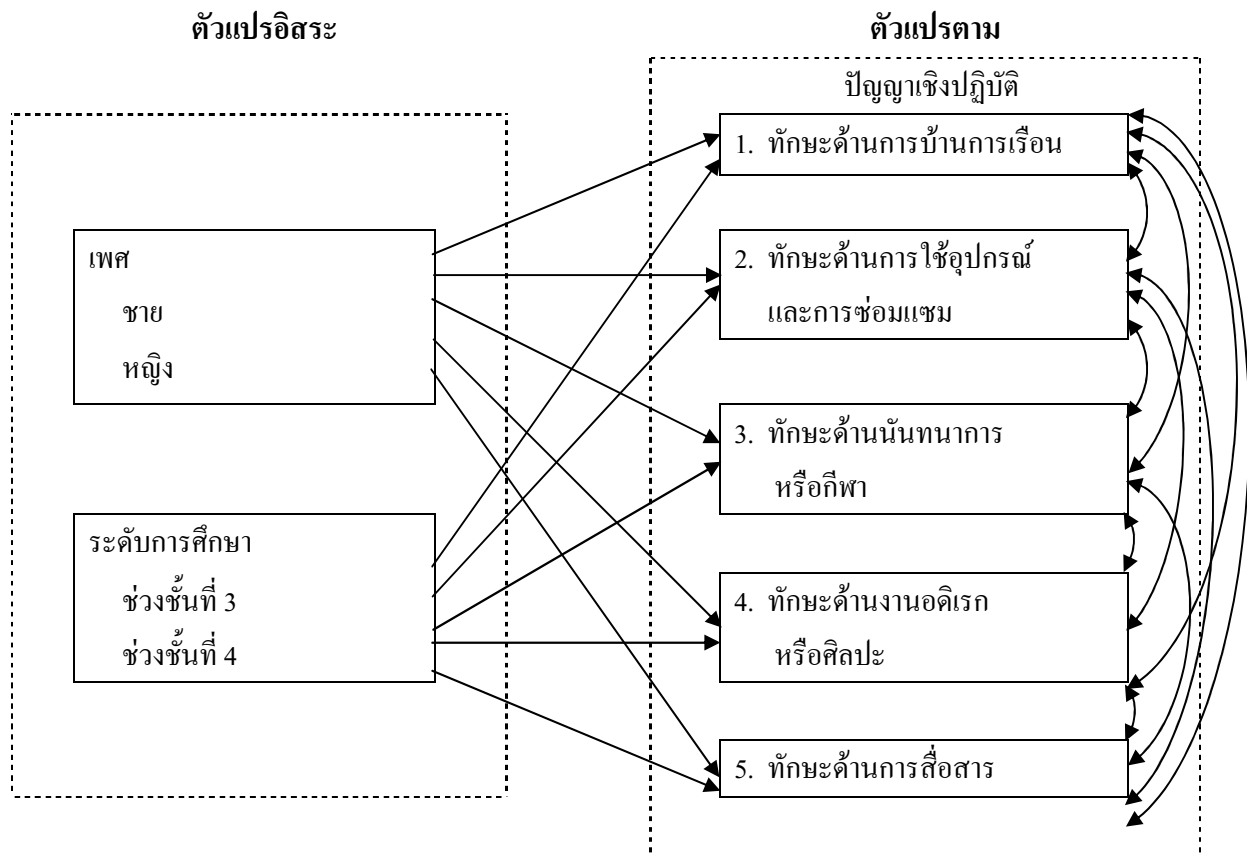 ตัวแปรอิสระ
ตัวแปรตาม
เพศ
ชาย
หญิง
ระดับการศึกษา
ช่วงชั้นที่ 3
ช่วงชั้นที่ 4
ปัญญาเชิงปฏิบัติ
1. ทักษะด้านการบ้านการเรือน
2. ทักษะด้านการใช้อุปกรณ์
และการซ่อมแซม
3. ทักษะด้านนันทนาการ
หรือกีฬา
4. ทักษะด้านงานอดิเรก
หรือศิลปะ
5. ทักษะด้านการสื่อสาร